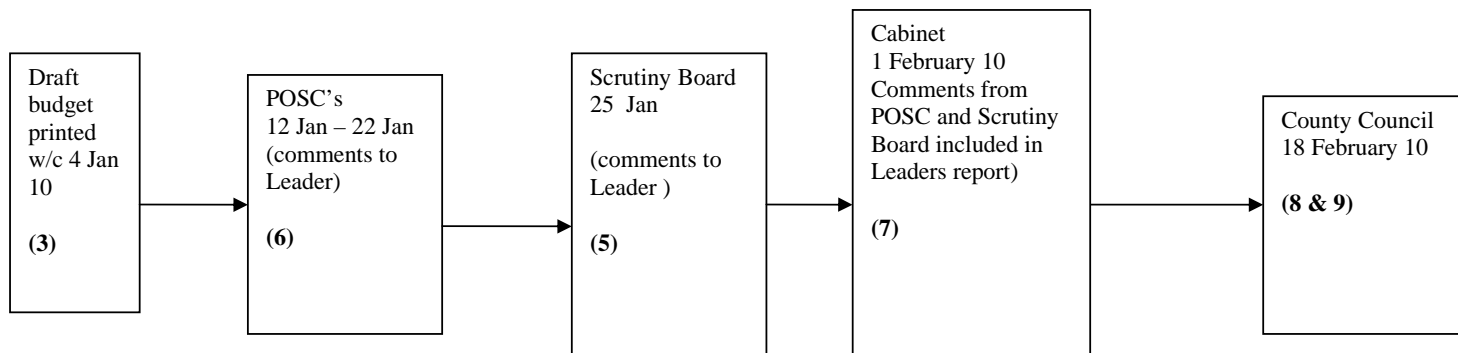 Draft
budget
printed
w/c 4 Jan
10
(3)
POSC’s
12 Jan – 22 Jan
(comments to
Leader)
(6)
Scrutiny Board
25  Jan
(comments to
Leader )
(5)
Cabinet
1 February 10
Comments from
POSC and Scrutiny
Board included in
Leaders report)
(7)
County Council
18 February 10
(8 & 9)